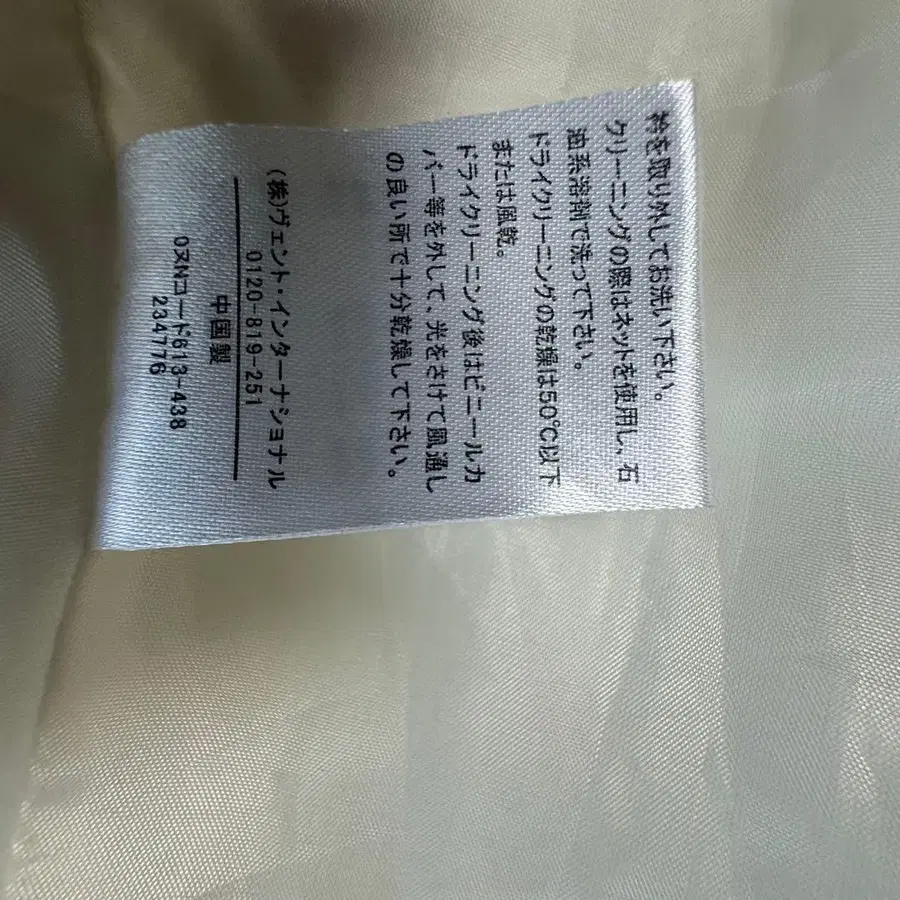 衿を取り外してお洗い下さい。
クリーニングの際はネットを使用し、石
油系溶剤で洗って下さい。
ドライクリーニングの乾燥は50℃以下
または風乾。
ドライクリーニング後はビニールカ
バー等を外して、光をさけて風通し
の良い所で十分乾燥して下さい。
(株)ヴェント・インターナショナル
0120-819-251
中国製
0ヌNコード613-438
234776